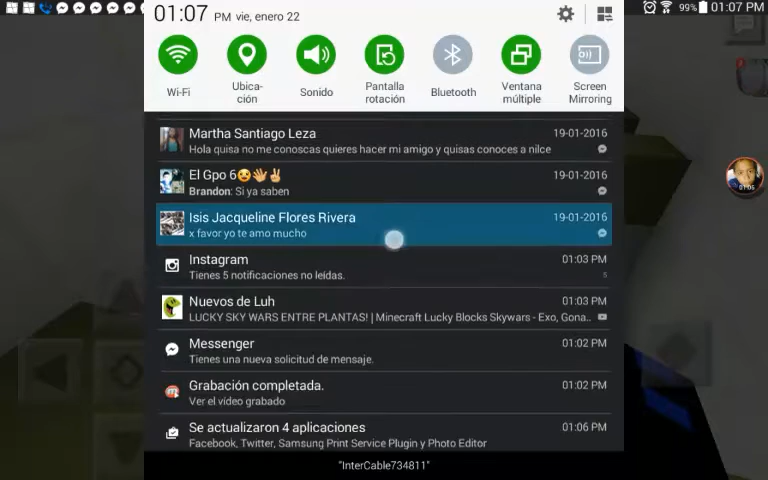 99% 01:07 PM
01:07 PM vie, enero 22
Wi-Fi
Ubica-
ción
Sonido
Pantalla
rotación
Bluetooth
Ventana
múltiple
Screen
Mirroring
Martha Santiago Leza 19-01-2016
Hola quisa no me conoscas quieres hacer mi amigo y quisas conoces a nilce
El Gpo 6😉👋✌ 19-01-2016
Brandon: Si ya saben
Isis Jacqueline Flores Rivera 19-01-2016
x favor yo te amo mucho
Instagram 01:03 PM
Tienes 5 notificaciones no leídas. 5
Nuevos de Luh 01:03 PM
LUCKY SKY WARS ENTRE PLANTAS! | Minecraft Lucky Blocks Skywars - Exo, Gona..
Messenger 01:02 PM
Tienes una nueva solicitud de mensaje.
Grabación completada. 01:02 PM
Ver el vídeo grabado
Se actualizaron 4 aplicaciones 01:06 PM
Facebook, Twitter, Samsung Print Service Plugin y Photo Editor
"InterCable734811"
01:05